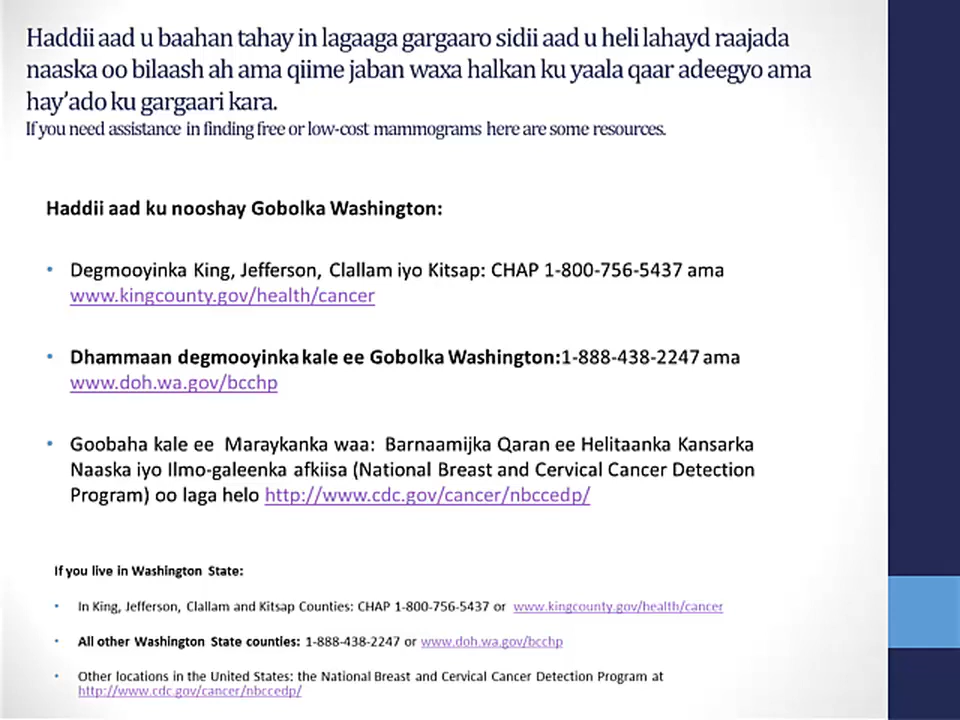 Haddii aad u baahan tahay in lagaaga gargaaro sidii aad u heli lahayd raajada
naaska oo bilaash ah ama qiime jaban waxa halkan ku yaala qaar adeegyo ama
hay'ado ku gargaari kara.
If you need assistance in finding free or low-cost mammograms here are some resources.
Haddii aad ku nooshay Gobolka Washington:
• Degmooyinka King, Jefferson, Clallam iyo Kitsap: CHAP 1-800-756-5437 ama
www.kingcounty.gov/health/cancer
• Dhammaan degmooyinka kale ee Gobolka Washington:1-888-438-2247 ama
www.doh.wa.gov/bcchp
• Goobaha kale ee Maraykanka waa: Barnaamijka Qaran ee Helitaanka Kansarka
Naaska iyo Ilmo-galeenka afkiisa (National Breast and Cervical Cancer Detection
Program) oo laga helo http://www.cdc.gov/cancer/nbccedp/
If you live in Washington State:
• In King, Jefferson, Clallam and Kitsap Counties: CHAP 1-800-756-5437 or www.kingcounty.gov/health/cancer
• All other Washington State counties: 1-888-438-2247 or www.doh.wa.gov/bcchp
• Other locations in the United States: the National Breast and Cervical Cancer Detection Program at
http://www.cdc.gov/cancer/nbccedp/